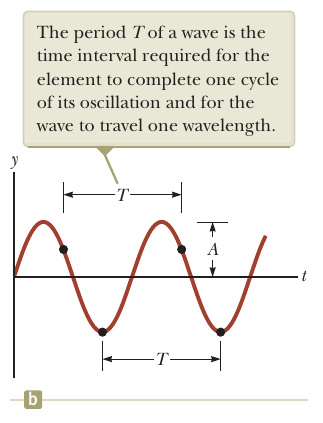 The period T of a wave is the
time interval required for the
element to complete one cycle
of its oscillation and for the
wave to travel one wavelength.
y
T
A
t
T
b